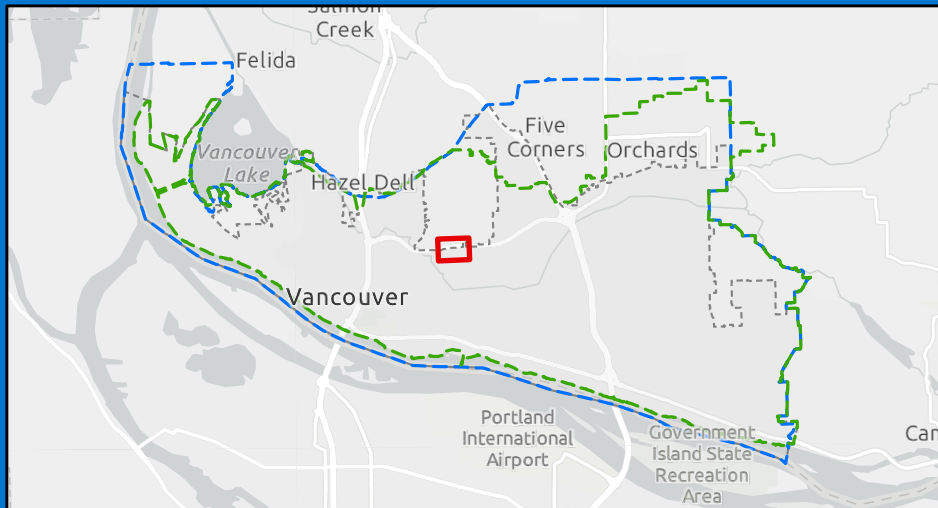 Salmon
Creek
Felida
Five
Corners
Orchards
Vancouver
Lake
Hazel Dell
Vancouver
Portland
International
Airport
Government
Island State
Recreation
Area